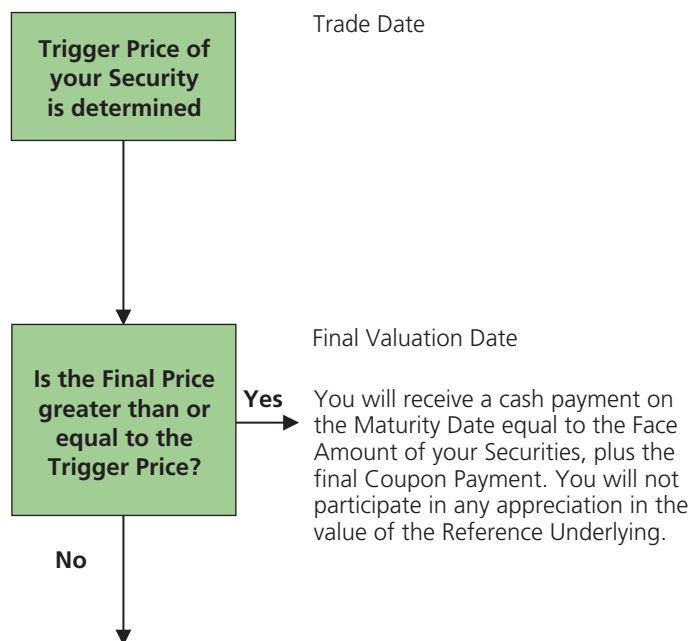 Trade Date
Trigger Price of
your Security
is determined
Final Valuation Date
Is the Final Price
greater than or
equal to the
Trigger Price?
Yes
You will receive a cash payment on
the Maturity Date equal to the Face
Amount of your Securities, plus the
final Coupon Payment. You will not
participate in any appreciation in the
value of the Reference Underlying.
No